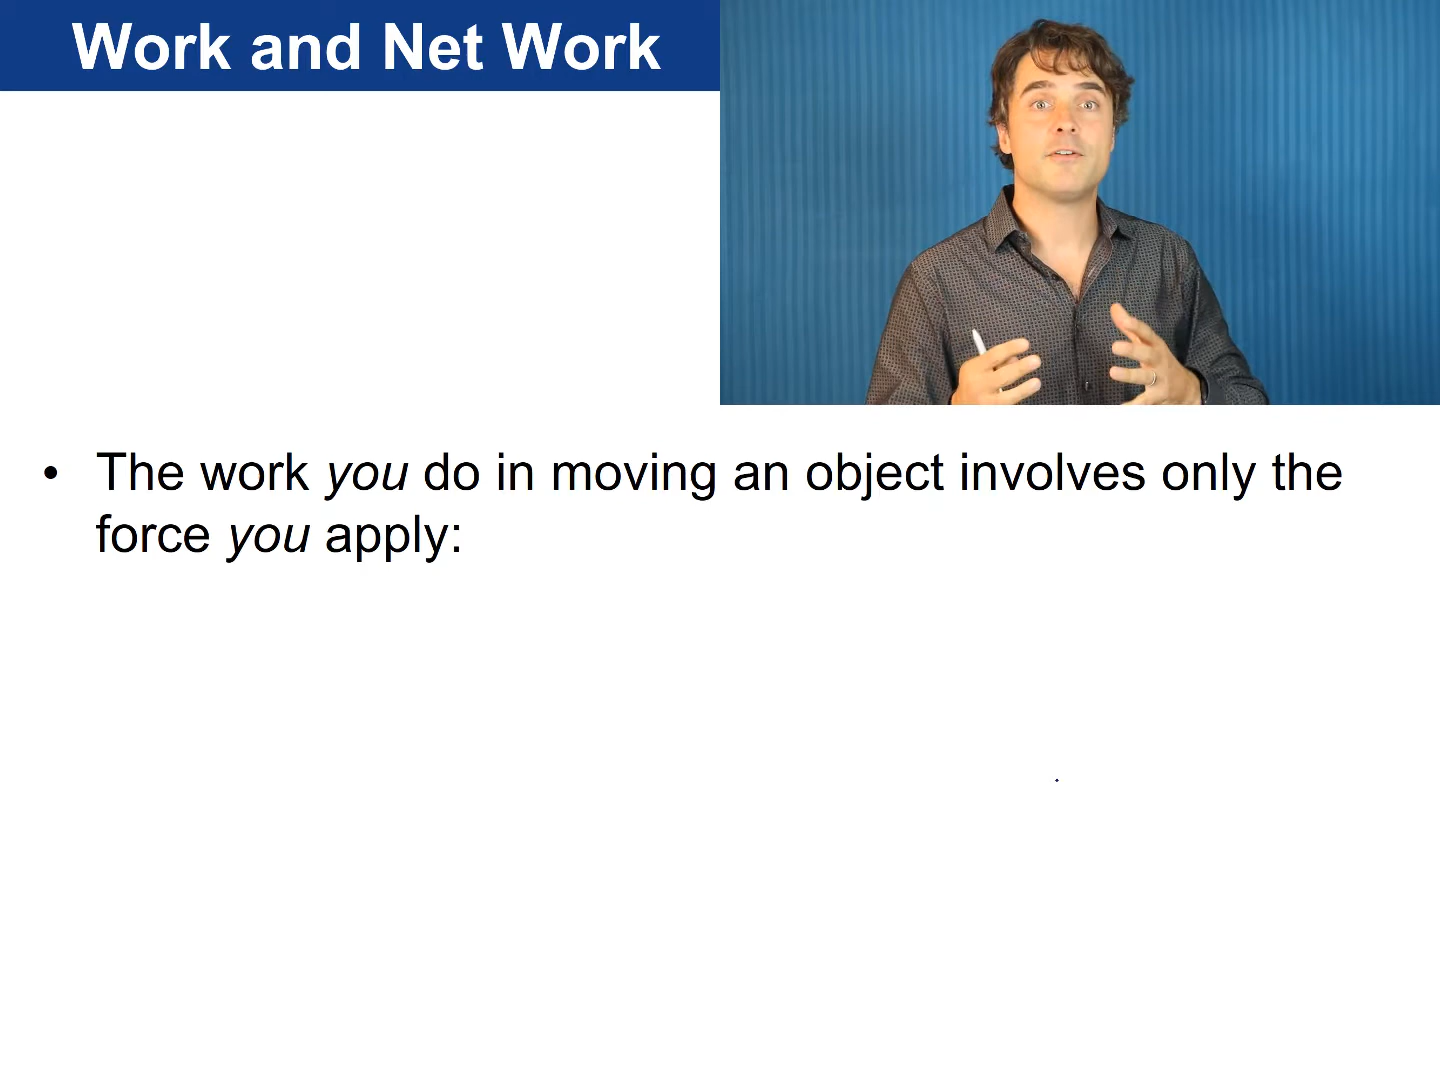 Work and Net Work
• The work you do in moving an object involves only the
force you apply: